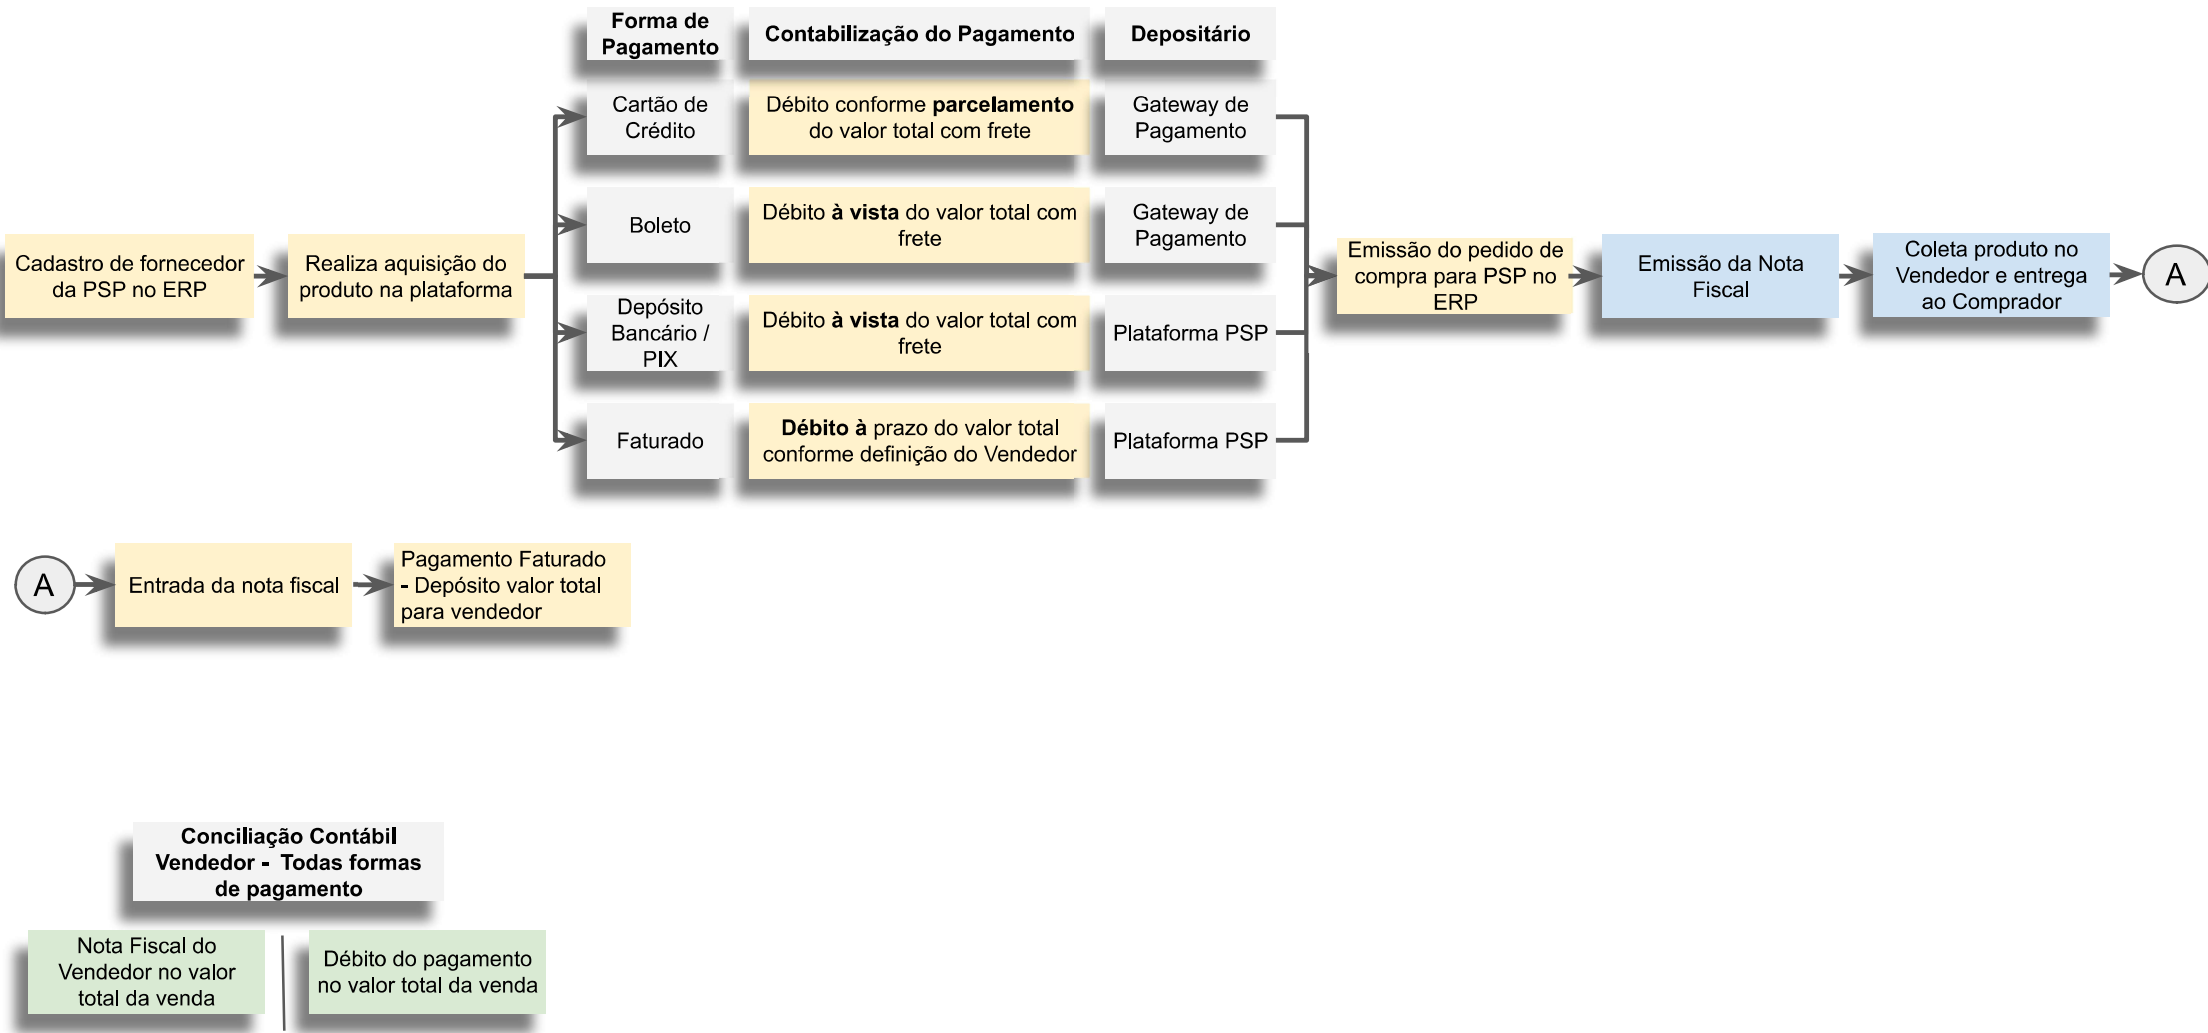 Forma de
Pagamento
Contabilização do Pagamento
Depositário
Cartão de
Crédito
Débito conforme parcelamento
do valor total com frete
Gateway de
Pagamento
Boleto
Débito à vista do valor total com
frete
Gateway de
Pagamento
Cadastro de fornecedor
da PSP no ERP
Realiza aquisição do
produto na plataforma
Depósito
Bancário /
PIX
Débito à vista do valor total com
frete
Plataforma PSP
Faturado
Débito à prazo do valor total
conforme definição do Vendedor
Plataforma PSP
Emissão do pedido de
compra para PSP no
ERP
Emissão da Nota
Fiscal
Coleta produto no
Vendedor e entrega
ao Comprador
A
A
Entrada da nota fiscal
Pagamento Faturado
- Depósito valor total
para vendedor
Conciliação Contábil
Vendedor - Todas formas
de pagamento
Nota Fiscal do
Vendedor no valor
total da venda
Débito do pagamento
no valor total da venda